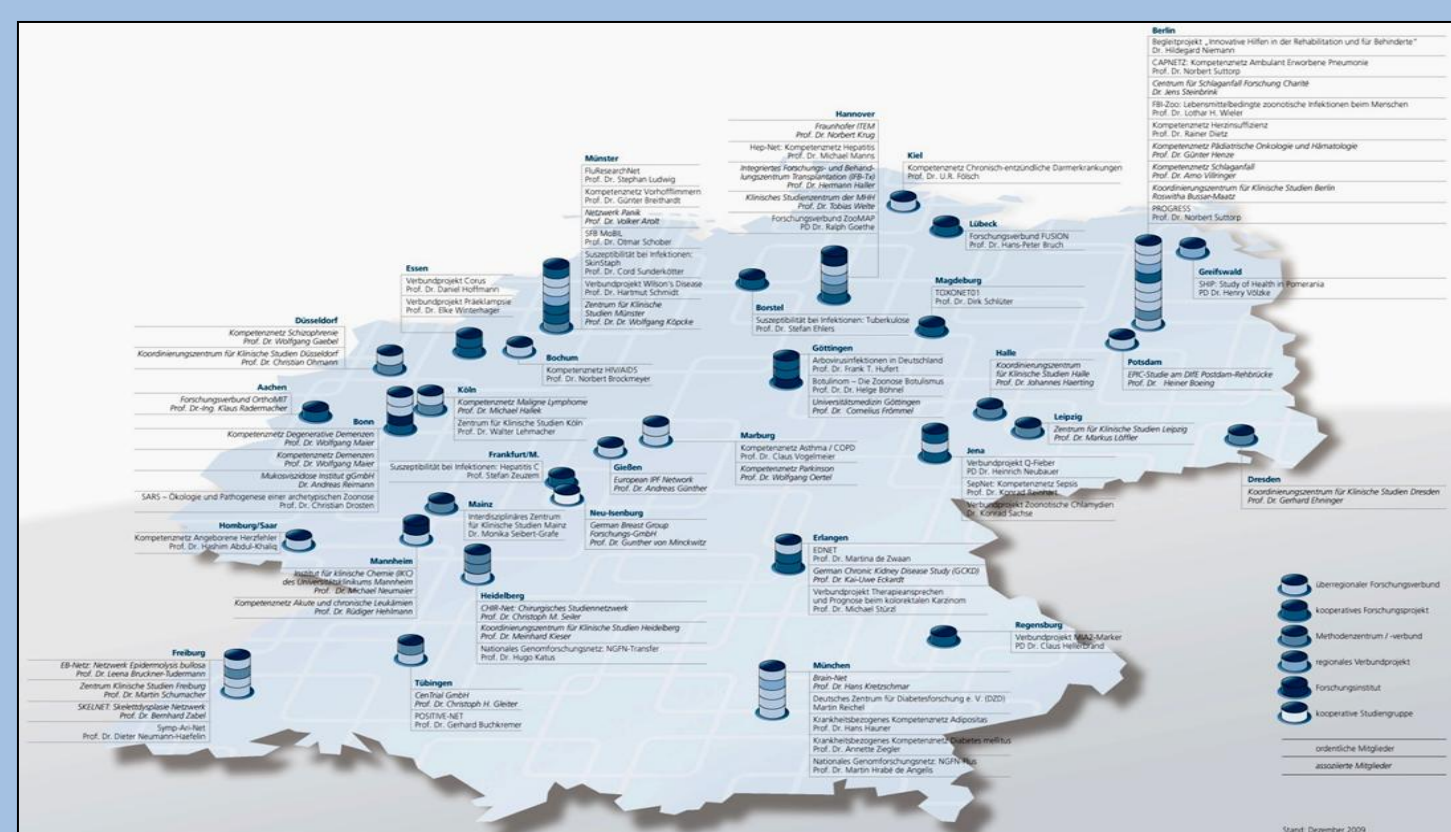 Berlin
Begleitprojekt „Innovative Hilfen in der Rehabilitation und für Behinderte"
Dr. Hildegard Niemann
CAPNETZ: Kompetenznetz Ambulant Erworbene Pneumonie
Prof. Dr. Norbert Suttorp
Centrum für Schlaganfall Forschung Charité
Dr. Jens Steinbrink
FBI-Zoo: Lebensmittelbedingte zoonotische Infektionen beim Menschen
Prof. Dr. Lothar H. Wieler
Kompetenznetz Herzinsuffizienz
Prof. Dr. Rainer Dietz
Kompetenznetz Pädiatrische Onkologie und Hämatologie
Prof. Dr. Günter Henze
Kompetenznetz Schlaganfall
Prof. Dr. Arno Villringer
Koordinierungszentrum für Klinische Studien Berlin
Roswitha Bussar-Maatz
PROGRESS
Prof. Dr. Norbert Suttorp
Hannover
Fraunhofer ITEM
Prof. Dr. Norbert Krug
Hep-Net: Kompetenznetz Hepatitis
Prof. Dr. Michael Manns
Integriertes Forschungs- und Behand-
lungszentrum Transplantation (IFB-Tx)
Prof. Dr. Hermann Haller
Klinisches Studienzentrum der MHH
Prof. Dr. Tobias Welte
Forschungsverbund ZooMAP
PD Dr. Ralph Goethe
Kiel
Kompetenznetz Chronisch-entzündliche Darmerkrankungen
Prof. Dr. U.R. Fölsch
Münster
FluResearchNet
Prof. Dr. Stephan Ludwig
Kompetenznetz Vorhofflimmern
Prof. Dr. Günter Breithardt
Netzwerk Panik
Prof. Dr. Volker Arolt
SFB MoBIL
Prof. Dr. Otmar Schober
Suszeptibilität bei Infektionen:
SkinStaph
Prof. Dr. Cord Sunderkötter
Verbundprojekt Wilson's Disease
Prof. Dr. Hartmut Schmidt
Zentrum für Klinische
Studien Münster
Prof. Dr. Dr. Wolfgang Köpcke
Lübeck
Forschungsverbund FUSION
Prof. Dr. Hans-Peter Bruch
Greifswald
SHIP: Study of Health in Pomerania
PD Dr. Henry Völzke
Essen
Verbundprojekt Corus
Prof. Dr. Daniel Hoffmann
Verbundprojekt Präeklampsie
Prof. Dr. Elke Winterhager
Magdeburg
TOXONET01
Prof. Dr. Dirk Schlüter
Borstel
Suszeptibilität bei Infektionen: Tuberkulose
Prof. Dr. Stefan Ehlers
Düsseldorf
Kompetenznetz Schizophrenie
Prof. Dr. Wolfgang Gaebel
Koordinierungszentrum für Klinische Studien Düsseldorf
Prof. Dr. Christian Ohmann
Bochum
Kompetenznetz HIV/AIDS
Prof. Dr. Norbert Brockmeyer
Göttingen
Arbovirusinfektionen in Deutschland
Prof. Dr. Frank T. Hufert
Botulinom – Die Zoonose Botulismus
Prof. Dr. Dr. Helge Böhnel
Universitätsmedizin Göttingen
Prof. Dr. Cornelius Frömmel
Halle
Koordinierungszentrum
für Klinische Studien Halle
Prof. Dr. Johannes Haerting
Potsdam
EPIC-Studie am DIfE Postdam-Rehbrücke
Prof. Dr. Heiner Boeing
Aachen
Forschungsverbund OrthoMIT
Prof. Dr.-Ing. Klaus Radermacher
Köln
Kompetenznetz Maligne Lymphome
Prof. Dr. Michael Hallek
Zentrum für Klinische Studien Köln
Prof. Dr. Walter Lehmacher
Leipzig
Zentrum für Klinische Studien Leipzig
Prof. Dr. Markus Löffler
Bonn
Kompetenznetz Degenerative Demenzen
Prof. Dr. Wolfgang Maier
Kompetenznetz Demenzen
Prof. Dr. Wolfgang Maier
Mukoviszidose Institut gGmbH
Dr. Andreas Reimann
SARS – Ökologie und Pathogenese einer archetypischen Zoonose
Prof. Dr. Christian Drosten
Marburg
Kompetenznetz Asthma / COPD
Prof. Dr. Claus Vogelmeier
Kompetenznetz Parkinson
Prof. Dr. Wolfgang Oertel
Jena
Verbundprojekt Q-Fieber
PD Dr. Heinrich Neubauer
SepNet: Kompetenznetz Sepsis
Prof. Dr. Konrad Reinhart
Verbundprojekt Zoonotische Chlamydien
Dr. Konrad Sachse
Frankfurt/M.
Suszeptibilität bei Infektionen: Hepatitis C
Prof. Stefan Zeuzem
Gießen
European IPF Network
Prof. Dr. Andreas Günther
Dresden
Koordinierungszentrum für Klinische Studien Dresden
Prof. Dr. Gerhard Ehninger
Mainz
Interdisziplinäres Zentrum
für Klinische Studien Mainz
Dr. Monika Seibert-Grafe
Neu-Isenburg
German Breast Group
Forschungs-GmbH
Prof. Dr. Gunther von Minckwitz
Homburg/Saar
Kompetenznetz Angeborene Herzfehler
Prof. Dr. Hashim Abdul-Khaliq
Mannheim
Institut für klinische Chemie (IKC)
des Universitätsklinikums Mannheim
Prof. Dr. Michael Neumaier
Kompetenznetz Akute und chronische Leukämien
Prof. Dr. Rüdiger Hehlmann
Erlangen
EDNET
Prof. Dr. Martina de Zwaan
German Chronic Kidney Disease Study (GCKD)
Prof. Dr. Kai-Uwe Eckardt
Verbundprojekt Therapieansprechen
und Prognose beim kolorektalen Karzinom
Prof. Dr. Michael Stürzl
Heidelberg
CHIR-Net: Chirurgisches Studiennetzwerk
Prof. Dr. Christoph M. Seiler
Koordinierungszentrum für Klinische Studien Heidelberg
Prof. Dr. Meinhard Kieser
Nationales Genomforschungsnetz: NGFN-Transfer
Prof. Dr. Hugo Katus
Regensburg
Verbundprojekt MIA2-Marker
PD Dr. Claus Hellerbrand
Freiburg
EB-Netz: Netzwerk Epidermolysis bullosa
Prof. Dr. Leena Bruckner-Tudermann
Zentrum Klinische Studien Freiburg
Prof. Dr. Martin Schumacher
SKELNET: Skelettdysplasie Netzwerk
Prof. Dr. Bernhard Zabel
Symp-Ari-Net
Prof. Dr. Dieter Neumann-Haefelin
Tübingen
CenTrial GmbH
Prof. Dr. Christoph H. Gleiter
POSITIVE-NET
Prof. Dr. Gerhard Buchkremer
München
Brain-Net
Prof. Dr. Hans Kretzschmar
Deutsches Zentrum für Diabetesforschung e. V. (DZD)
Martin Reichel
Krankheitsbezogenes Kompetenznetz Adipositas
Prof. Dr. Hans Hauner
Krankheitsbezogenes Kompetenznetz Diabetes mellitus
Prof. Dr. Annette Ziegler
Nationales Genomforschungsnetz: NGFN-Plus
Prof. Dr. Martin Hrabé de Angelis
überregionaler Forschungsverbund
kooperatives Forschungsprojekt
Methodenzentrum / -verbund
regionales Verbundprojekt
Forschungsinstitut
kooperative Studiengruppe
ordentliche Mitglieder
assoziierte Mitglieder
Stand: Dezember 2009